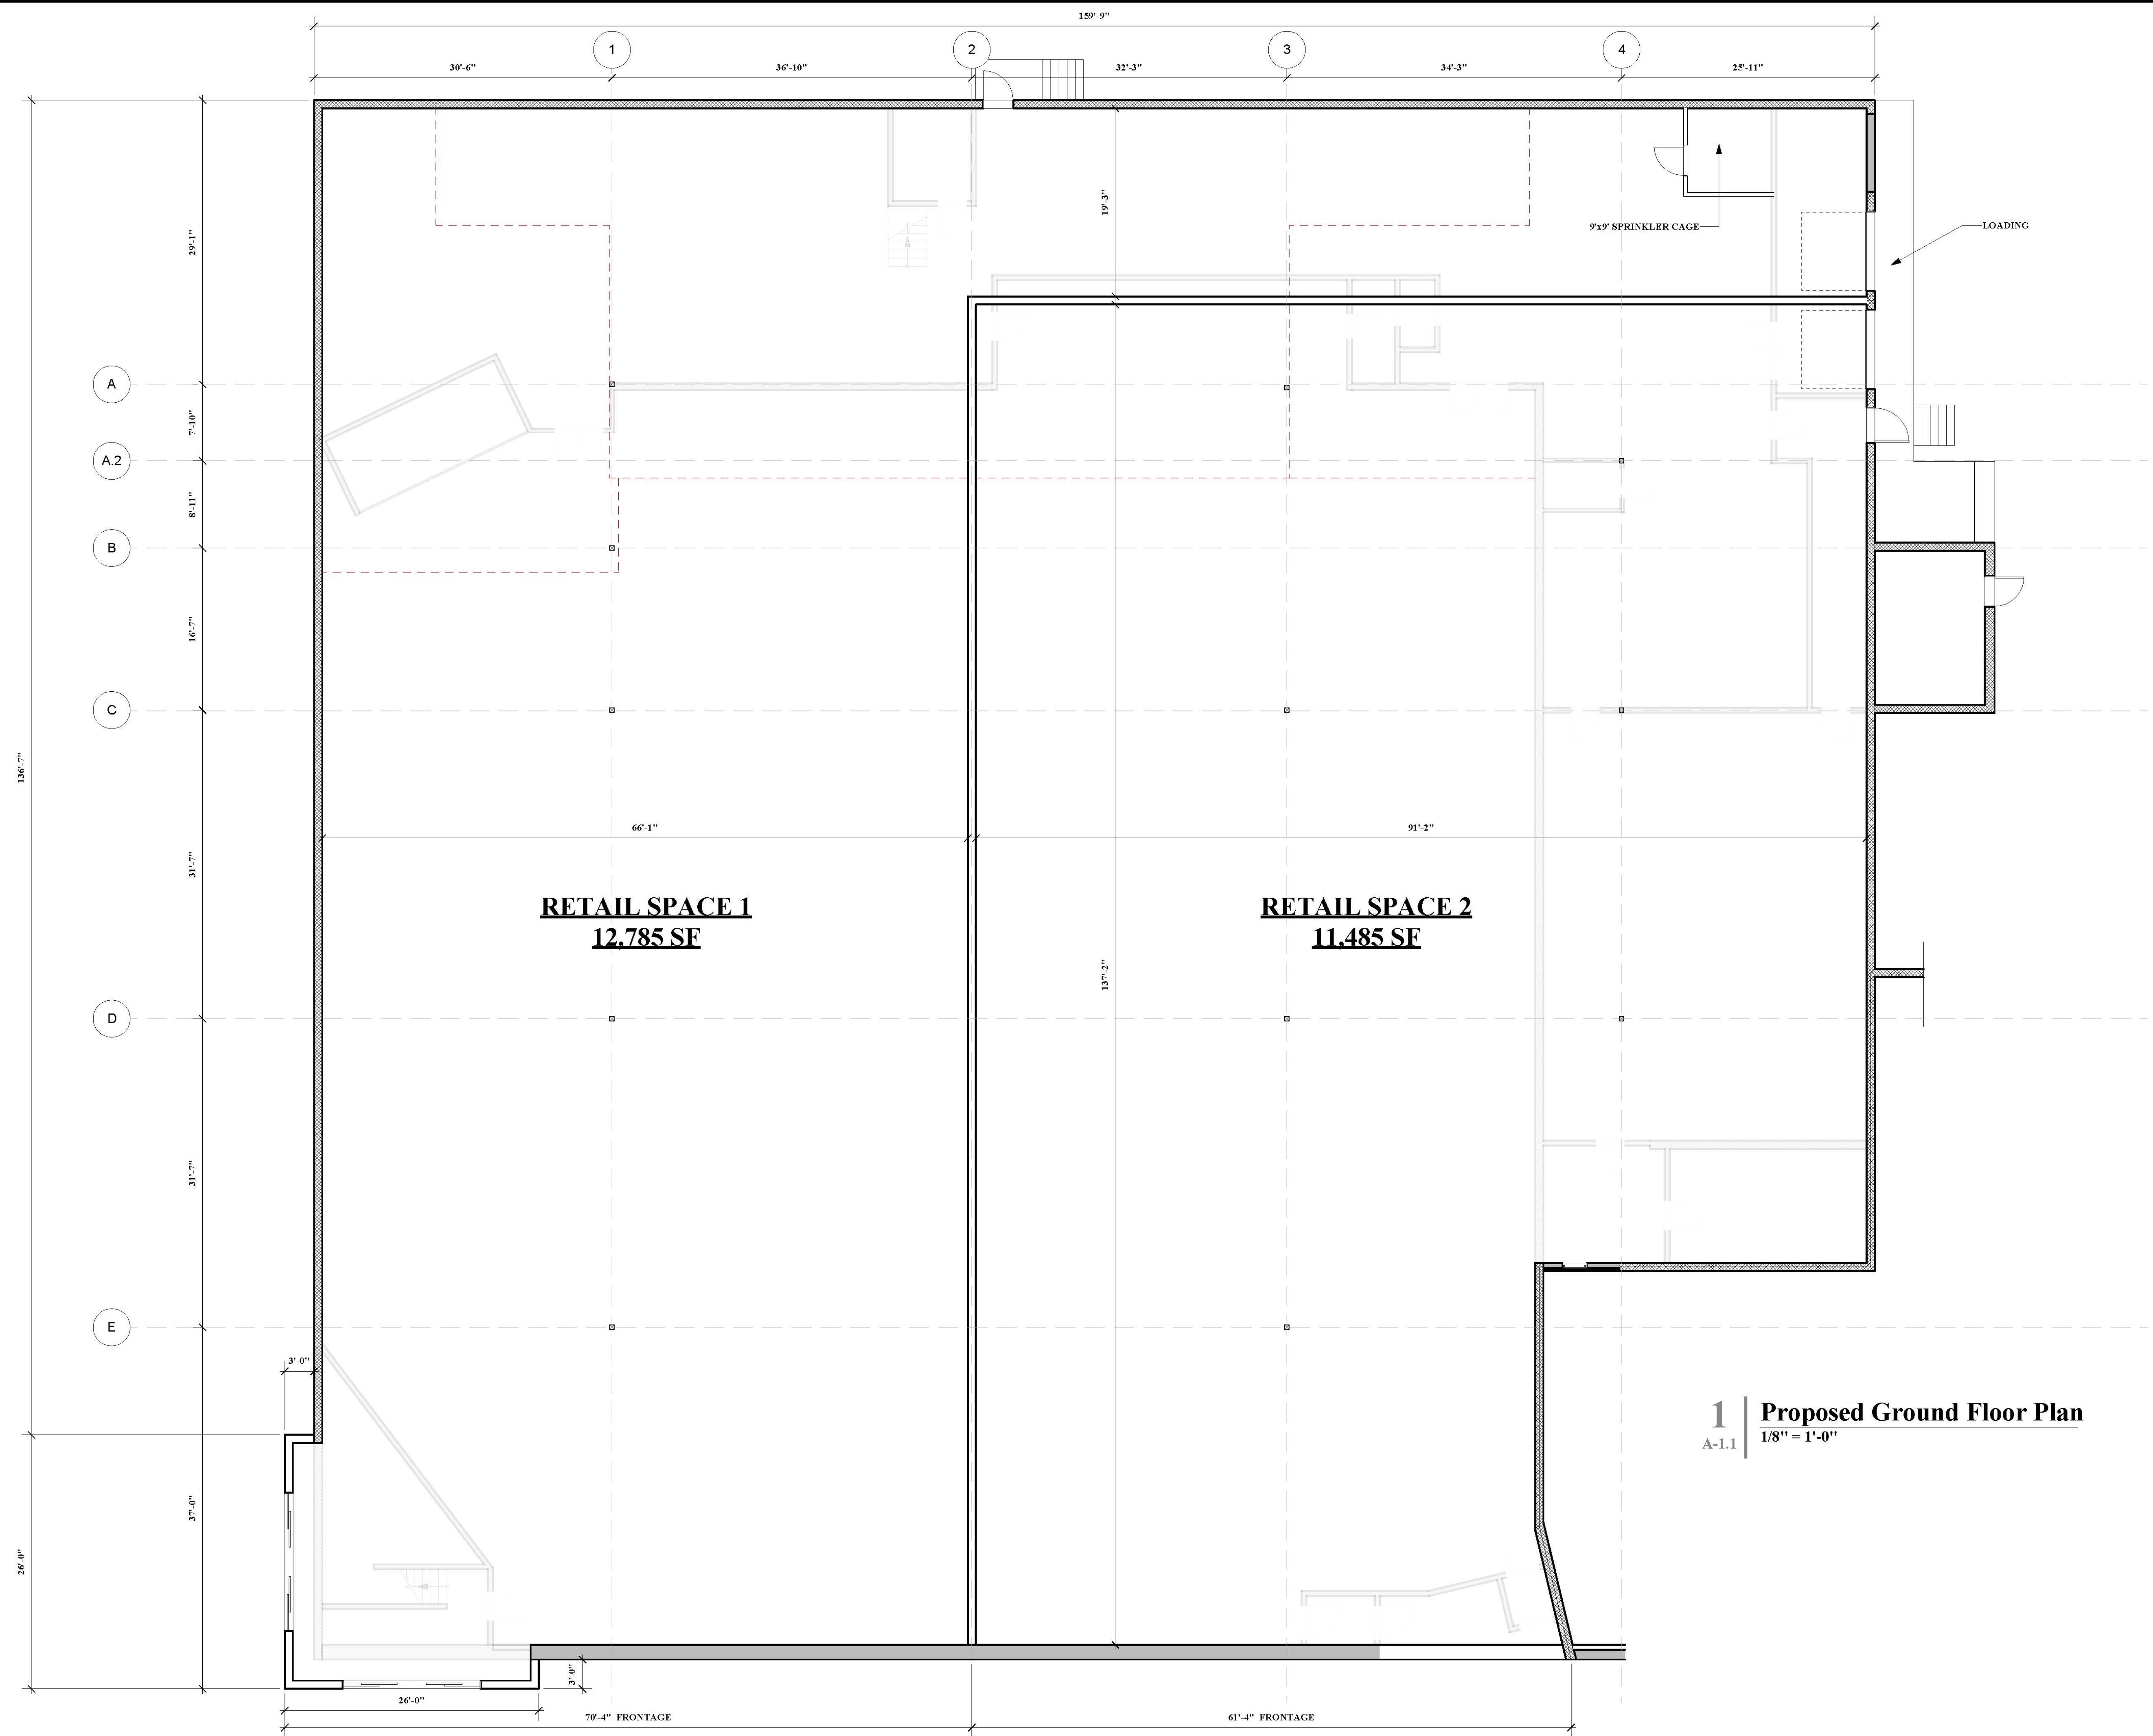 159'-9"
1
2
3
4
30'-6"
36'-10"
32'-3"
34'-3"
25'-11"
29'-1"
19'-3"
9'x9' SPRINKLER CAGE
LOADING
A
7'-10"
A.2
8'-11"
B
16'-7"
C
136'-7"
31'-7"
66'-1"
91'-2"
RETAIL SPACE 1
12,785 SF
RETAIL SPACE 2
11,485 SF
137'-2"
D
31'-7"
E
3'-0"
1
A-1.1
Proposed Ground Floor Plan
1/8" = 1'-0"
37'-0"
26'-0"
3'-0"
26'-0"
70'-4" FRONTAGE
61'-4" FRONTAGE